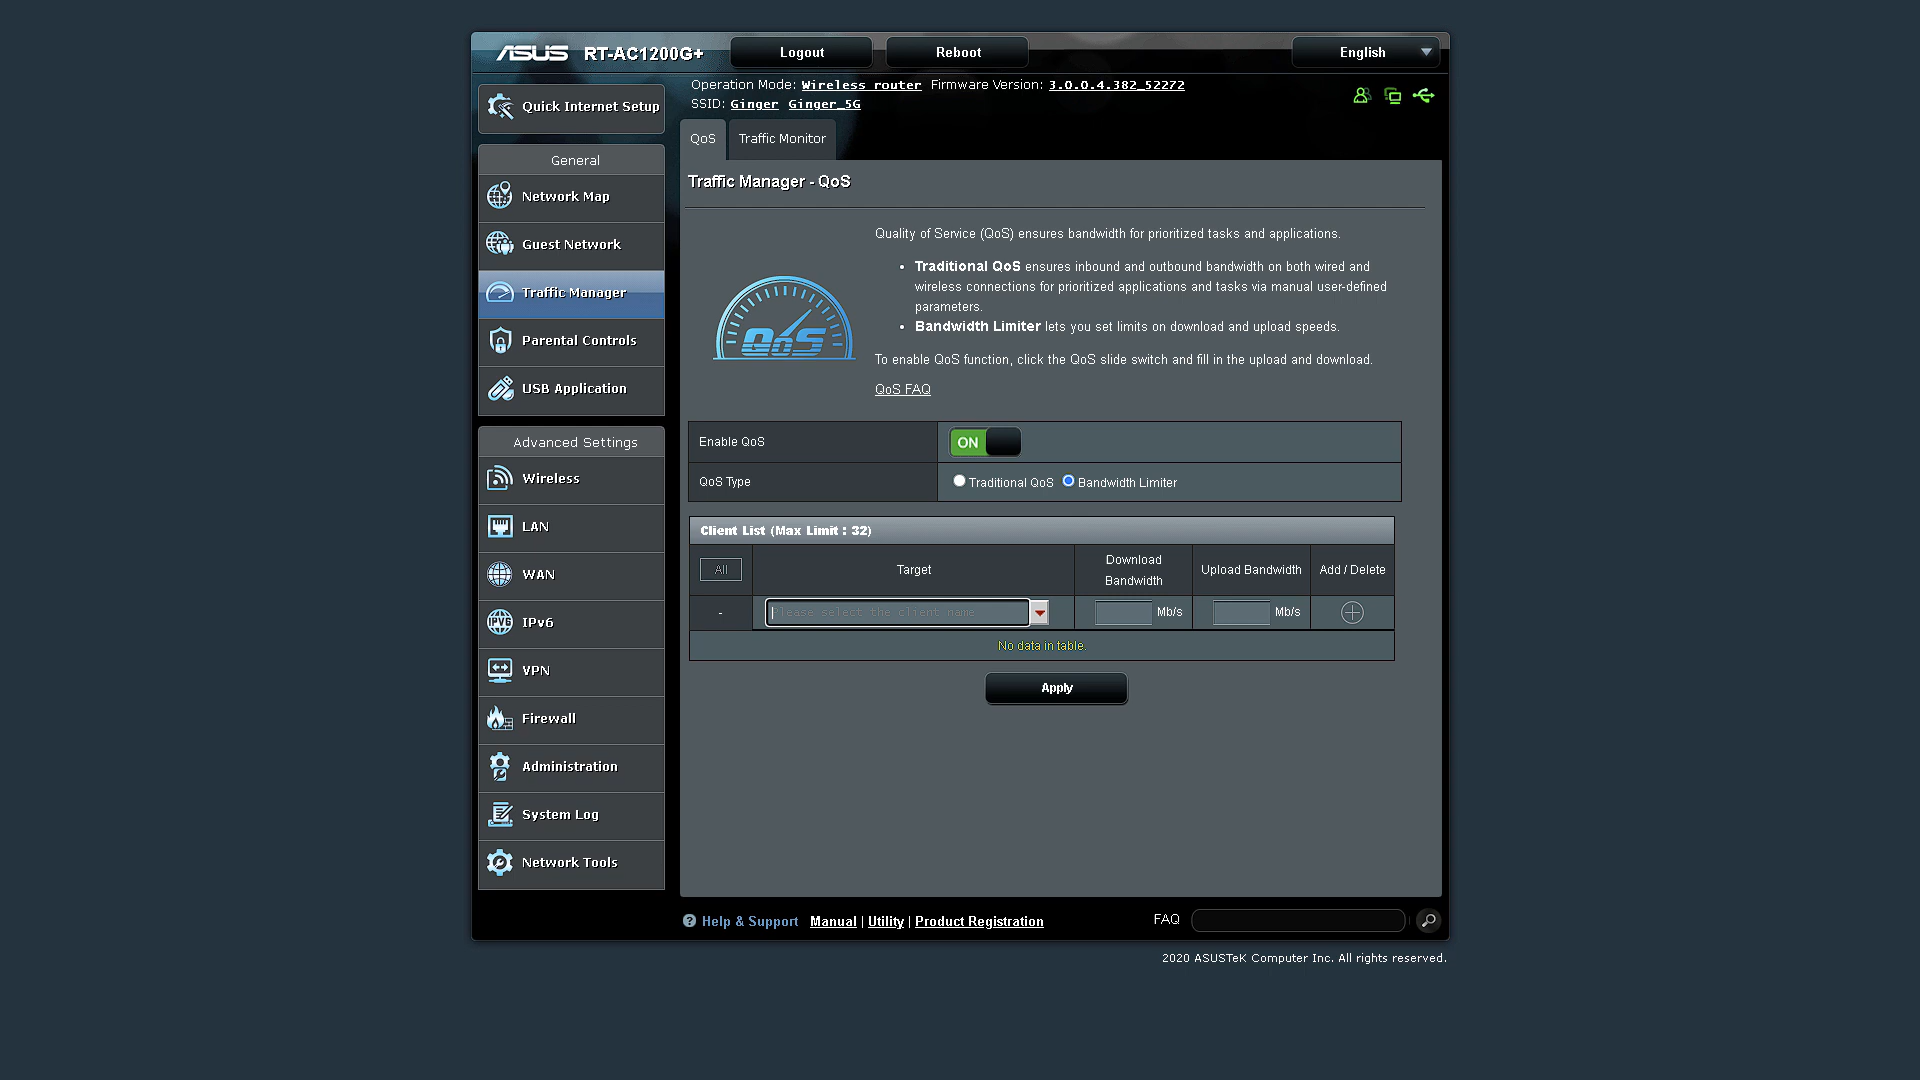 ASUS RT-AC1200G+ Logout Reboot English
Operation Mode: Wireless router Firmware Version: 3.0.0.4.382_52272
SSID: Ginger Ginger_5G
Quick Internet Setup
General
Network Map
Guest Network
Traffic Manager
Parental Controls
USB Application
Advanced Settings
Wireless
LAN
WAN
IPv6
VPN
Firewall
Administration
System Log
Network Tools
QoS Traffic Monitor
Traffic Manager - QoS
QoS
Quality of Service (QoS) ensures bandwidth for prioritized tasks and applications.
• Traditional QoS ensures inbound and outbound bandwidth on both wired and
wireless connections for prioritized applications and tasks via manual user-defined
parameters.
• Bandwidth Limiter lets you set limits on download and upload speeds.
To enable QoS function, click the QoS slide switch and fill in the upload and download.
QoS FAQ
Enable QoS ON
QoS Type Traditional QoS Bandwidth Limiter
Client List (Max Limit : 32)
All Target Download
Bandwidth Upload Bandwidth Add / Delete
- Please select the client name Mb/s Mb/s
No data in table.
Apply
? Help & Support Manual | Utility | Product Registration FAQ
2020 ASUSTeK Computer Inc. All rights reserved.